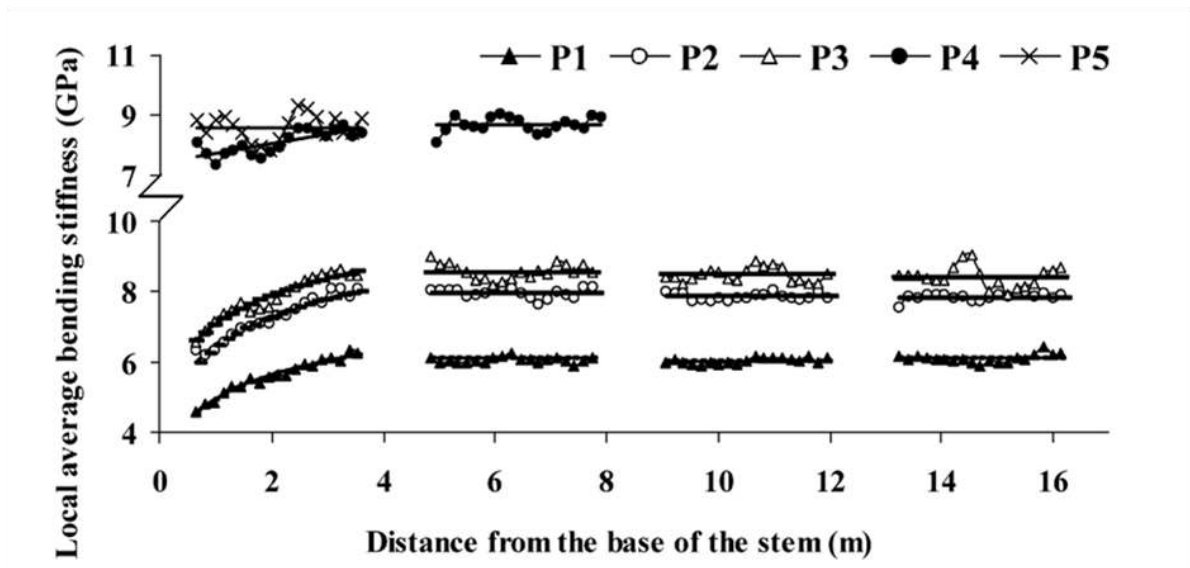 P1 P2 P3 P4 P5
Local average bending stiffness (GPa)
11
9
7
10
8
6
4
0 2 4 6 8 10 12 14 16
Distance from the base of the stem (m)